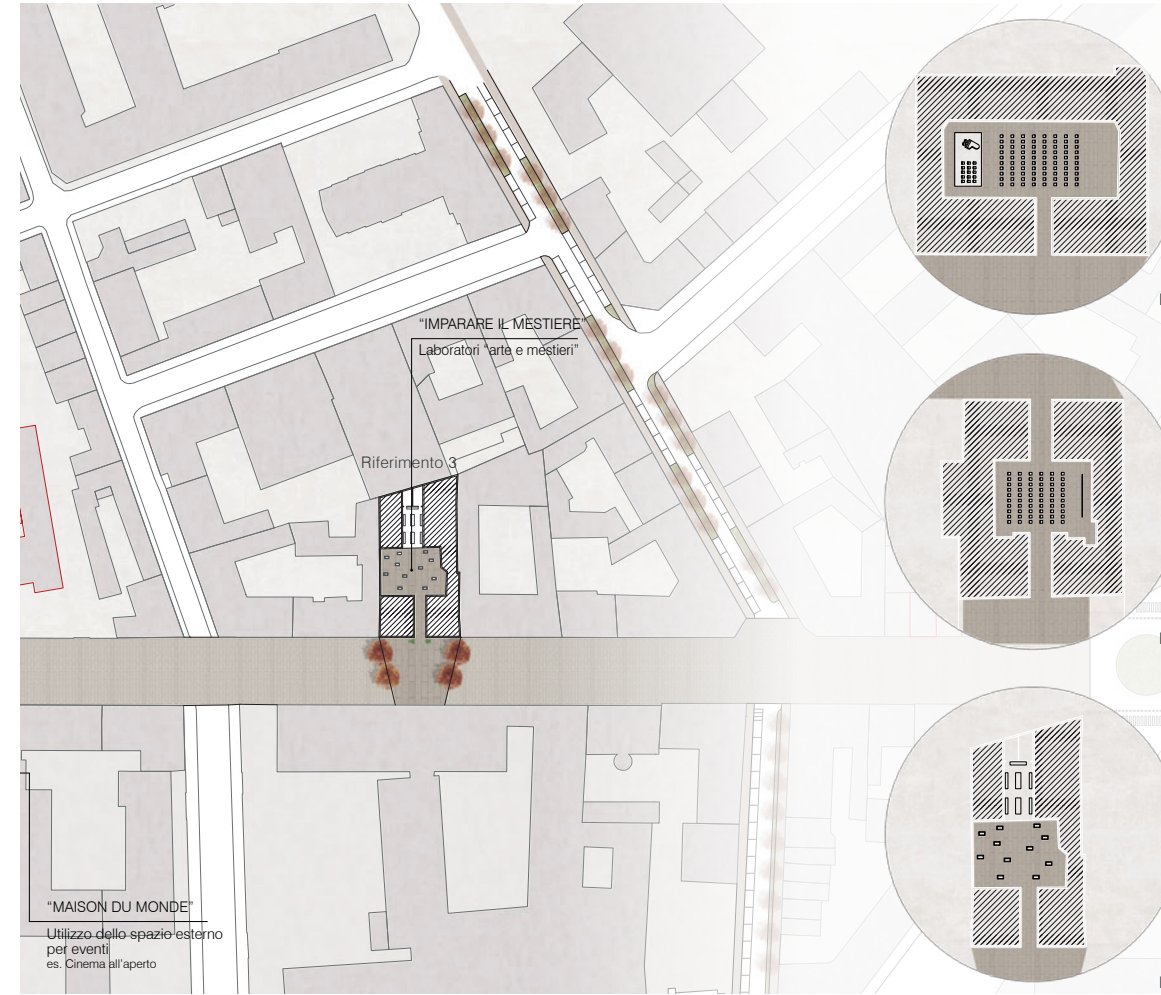 “IMPARARE IL MESTIERE”
Laboratori “arte e mestieri”
Riferimento 3
“MAISON DU MONDE”
Utilizzo dello spazio esterno
per eventi
es. Cinema all'aperto